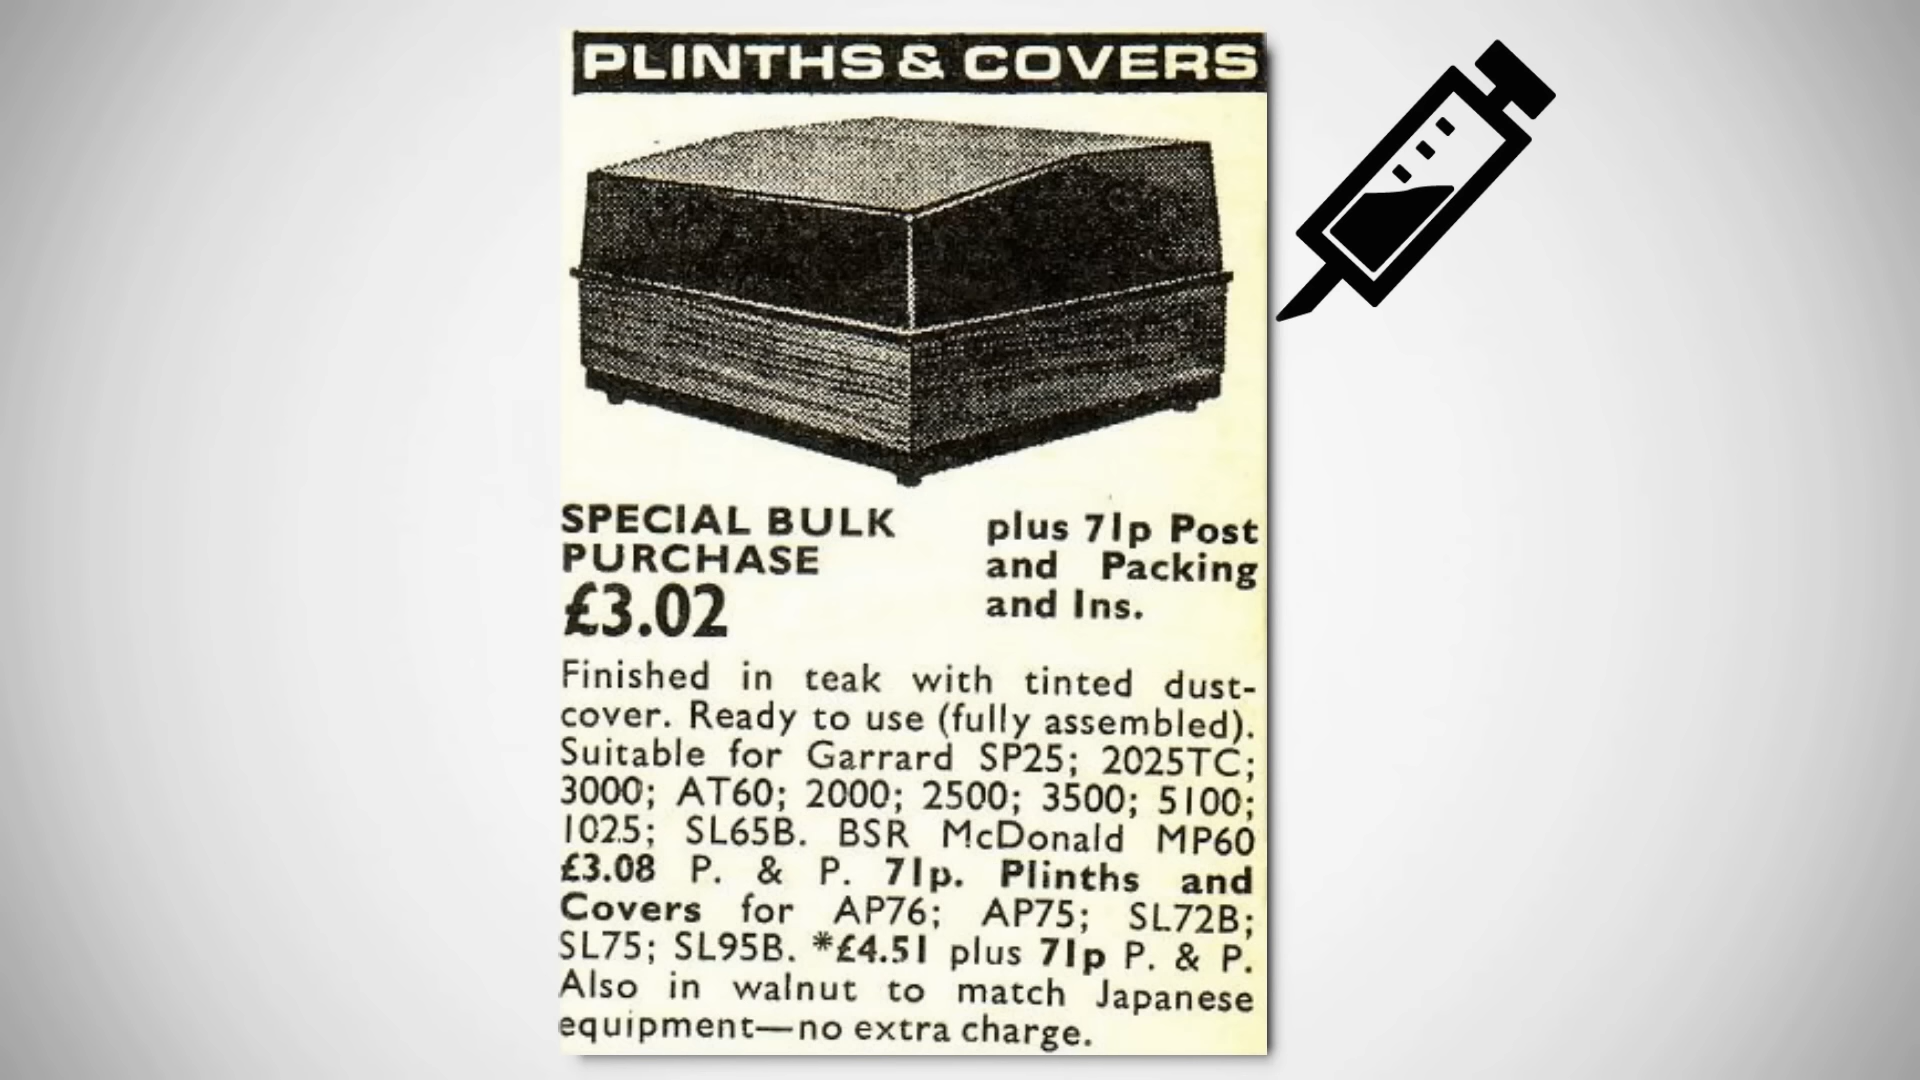 PLINTHS & COVERS
SPECIAL BULK
PURCHASE
£3.02
plus 71p Post
and Packing
and Ins.
Finished in teak with tinted dust-
cover. Ready to use (fully assembled).
Suitable for Garrard SP25; 2025TC;
3000; AT60; 2000; 2500; 3500; 5100;
1025; SL65B. BSR McDonald MP60
£3.08 P. & P. 71p. Plinths and
Covers for AP76; AP75; SL72B;
SL75; SL95B. *£4.51 plus 71p P. & P.
Also in walnut to match Japanese
equipment—no extra charge.